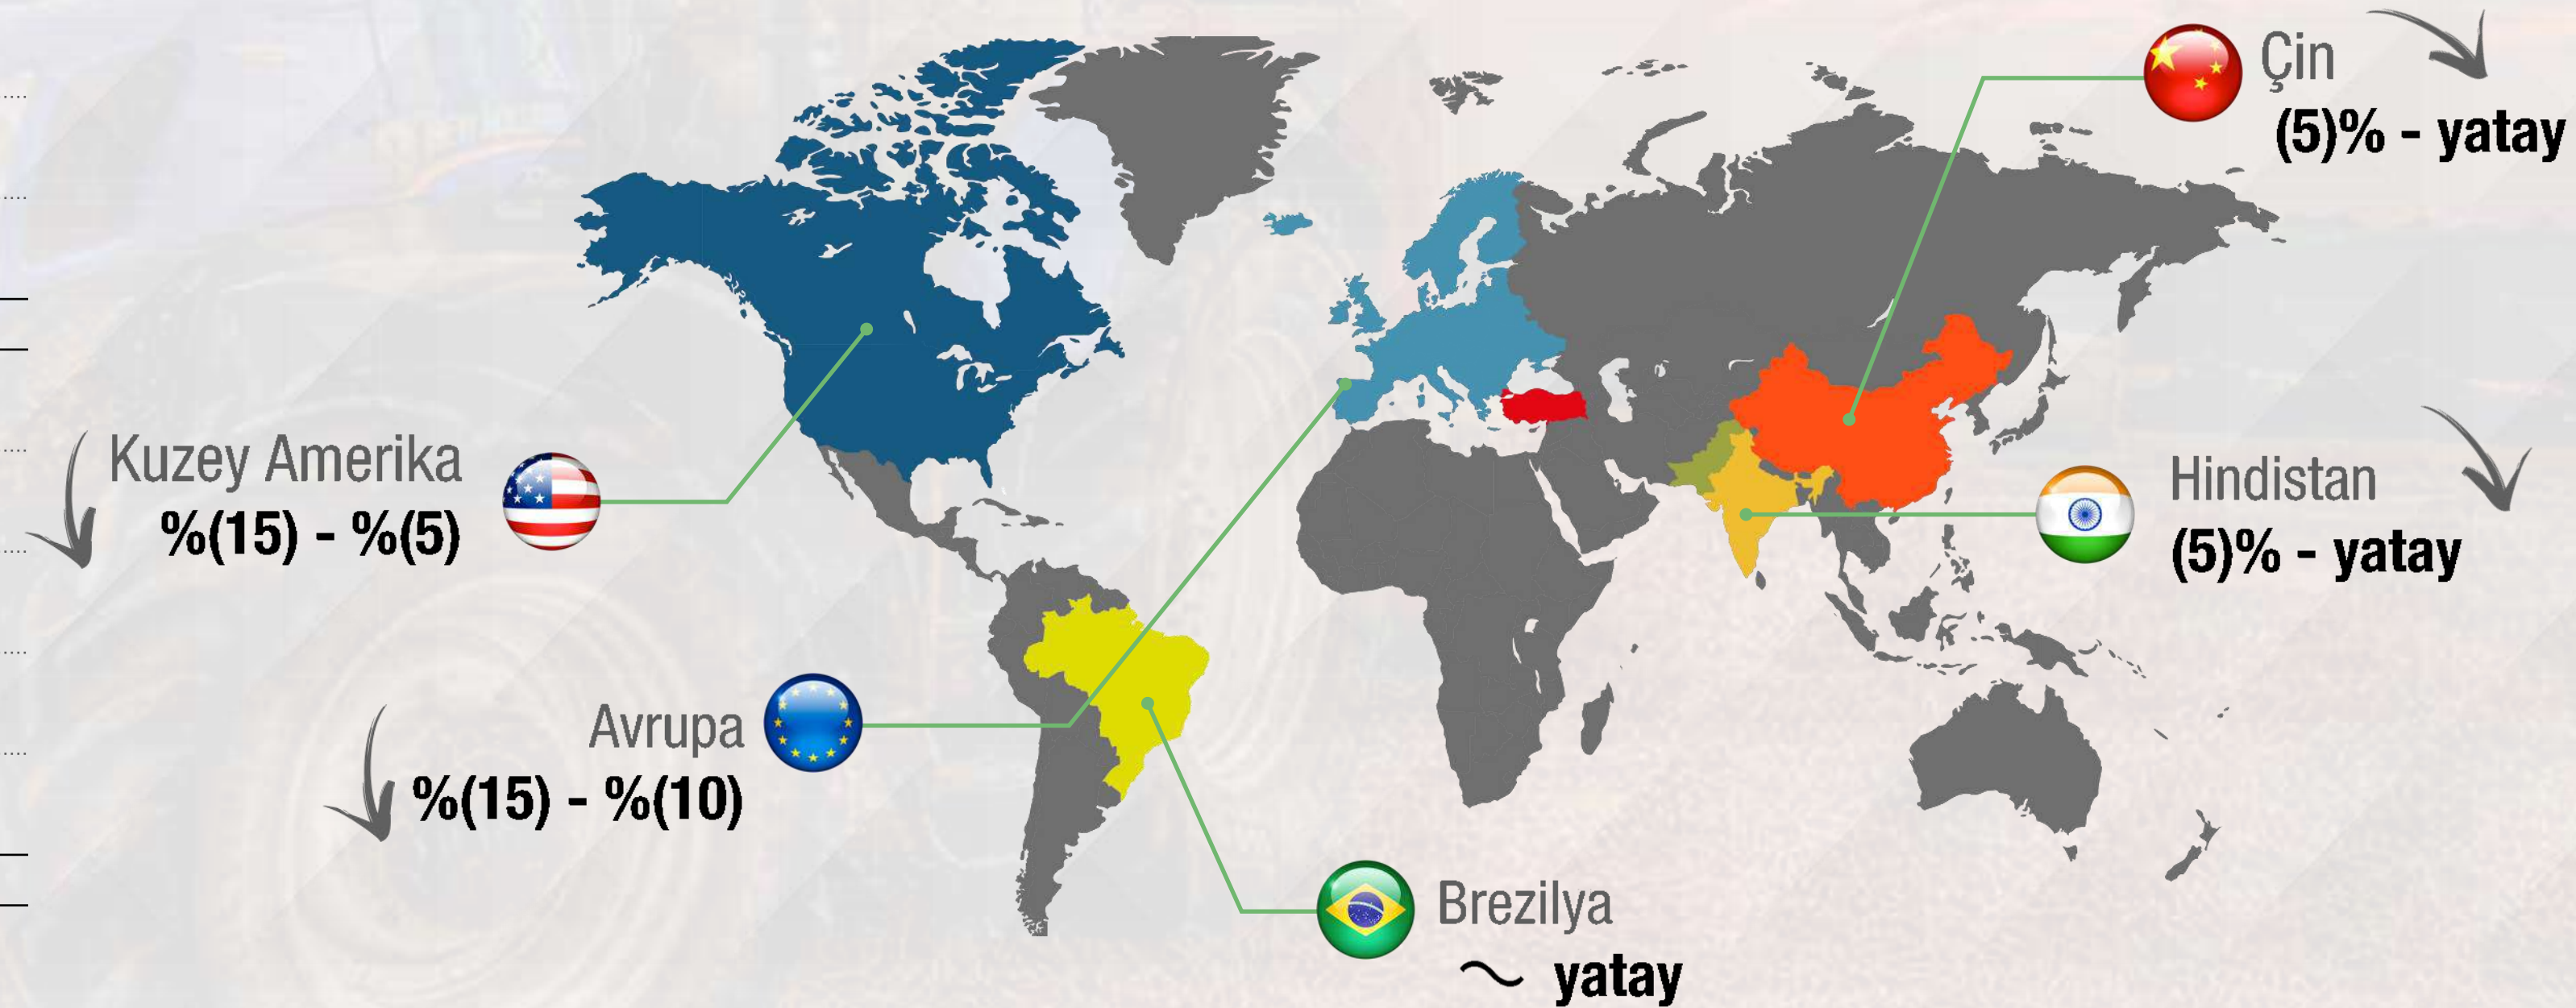 Çin
(5)% - yatay
Kuzey Amerika
%(15) - %(5)
Hindistan
(5)% - yatay
Avrupa
%(15) - %(10)
Brezilya
~ yatay